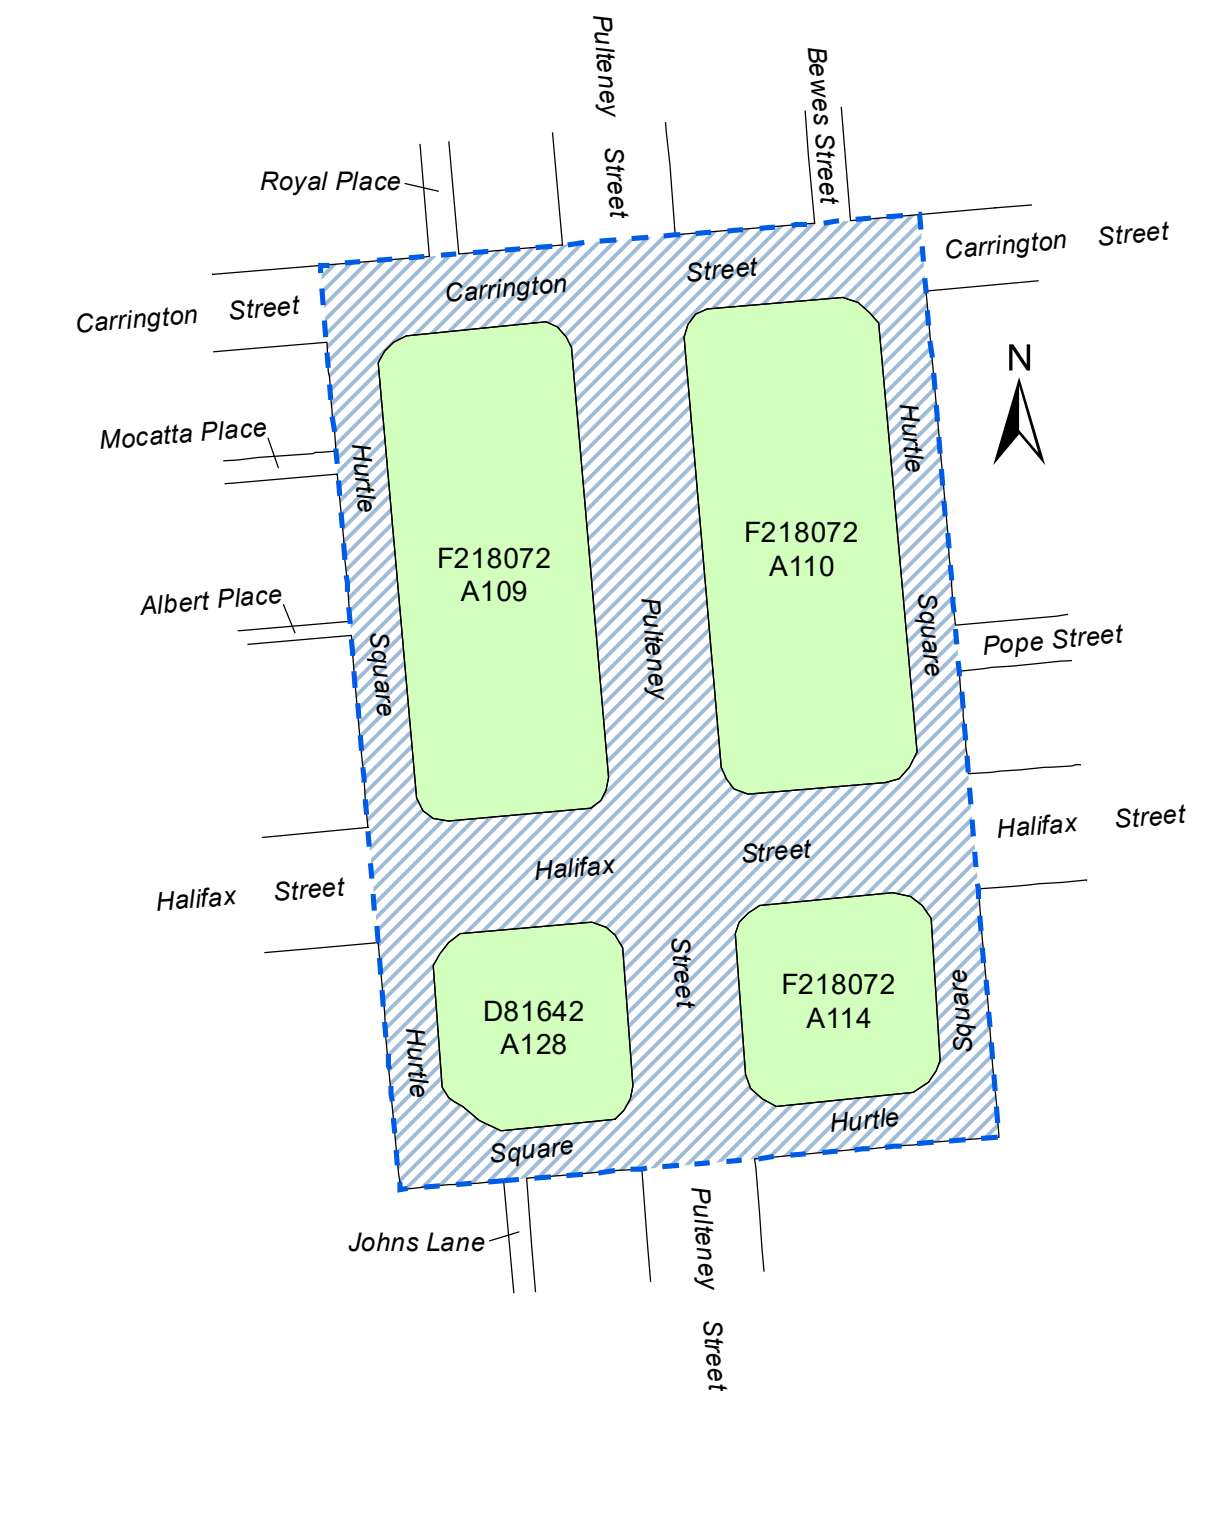 Pulteney Street
Bewes Street
Royal Place
Carrington Street
Carrington Street
Carrington Street
N
Mocatta Place
Hurtle
Hurtle
F218072
A109
F218072
A110
Albert Place
Square
Pulteney
Square
Pope Street
Halifax Street
Halifax Street
Halifax Street
Street
D81642
A128
F218072
A114
Square
Hurtle
Square
Hurtle
Johns Lane
Pulteney Street